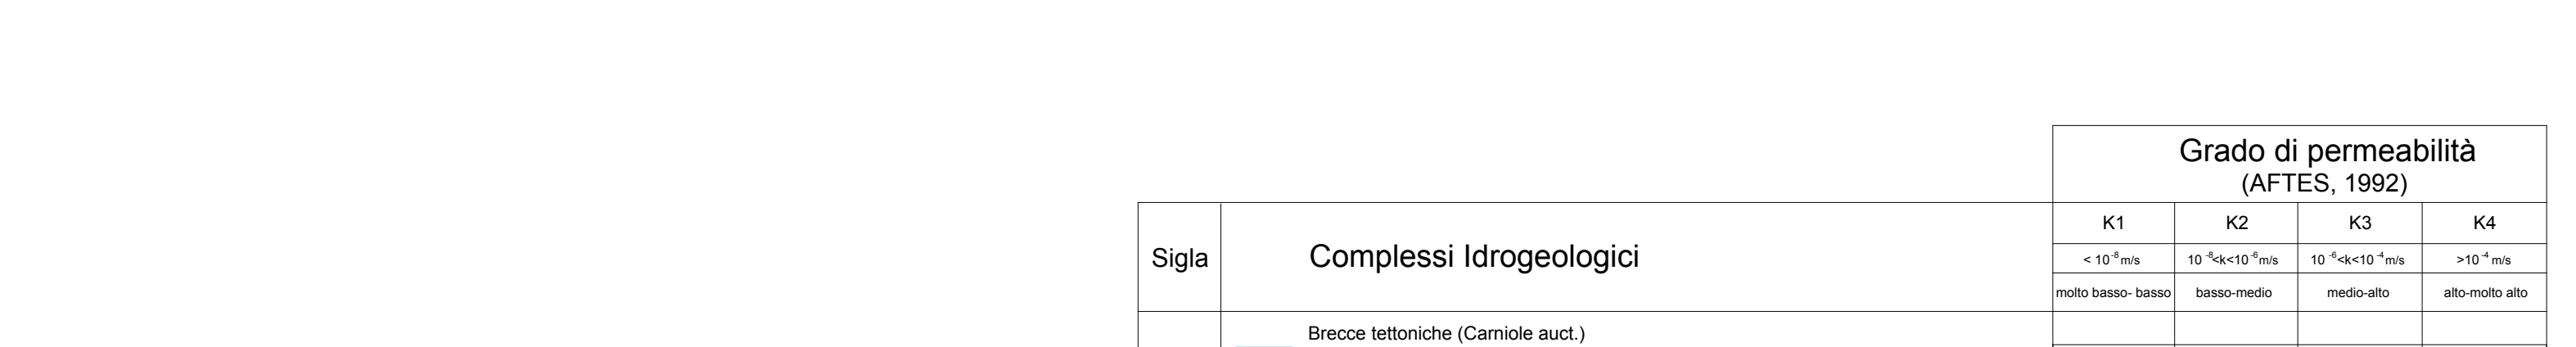 Grado di permeabilità
(AFTES, 1992)
Sigla
Complessi Idrogeologici
K1
K2
K3
K4
< 10⁻⁸ m/s
10⁻⁸<k<10⁻⁶ m/s
10⁻⁶<k<10⁻⁴ m/s
>10⁻⁴ m/s
molto basso- basso
basso-medio
medio-alto
alto-molto alto
Brecce tettoniche (Carniole auct.)